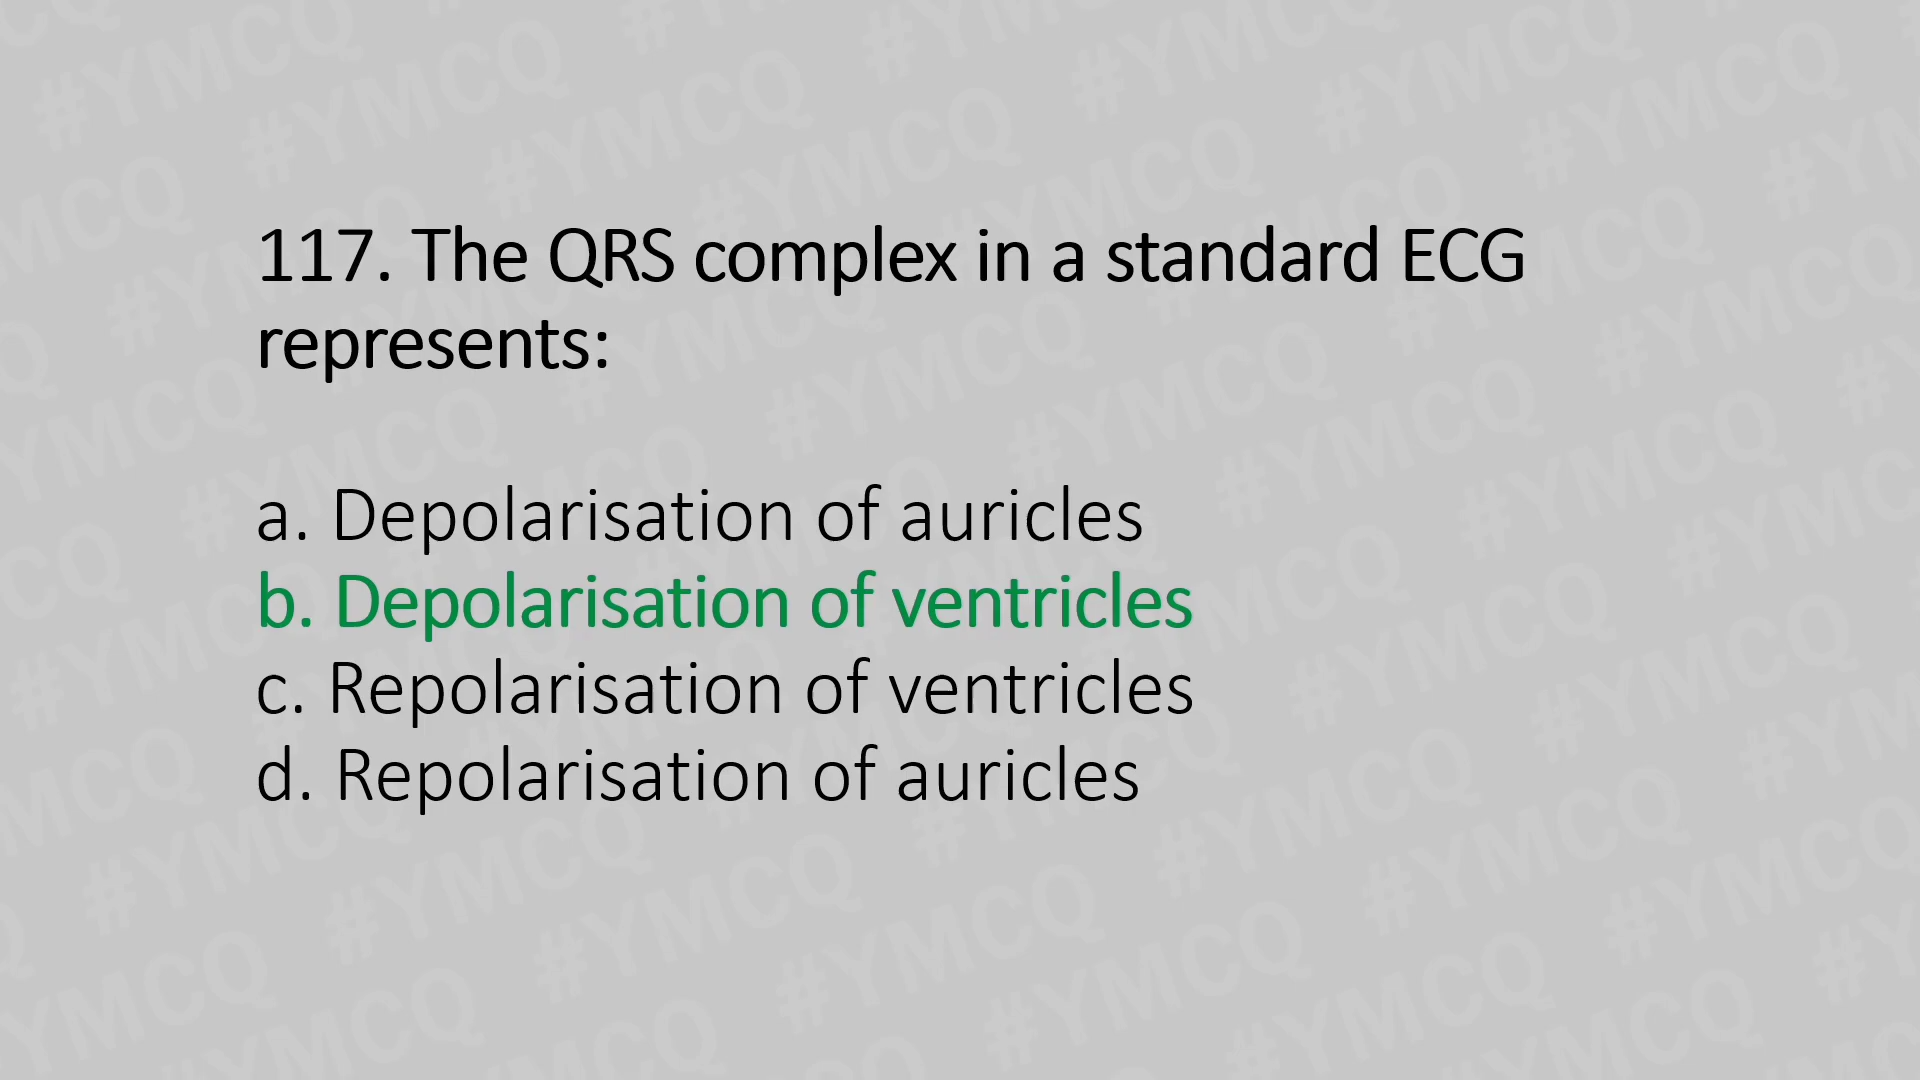 117. The QRS complex in a standard ECG
represents:
a. Depolarisation of auricles
b. Depolarisation of ventricles
c. Repolarisation of ventricles
d. Repolarisation of auricles
#YMCQ